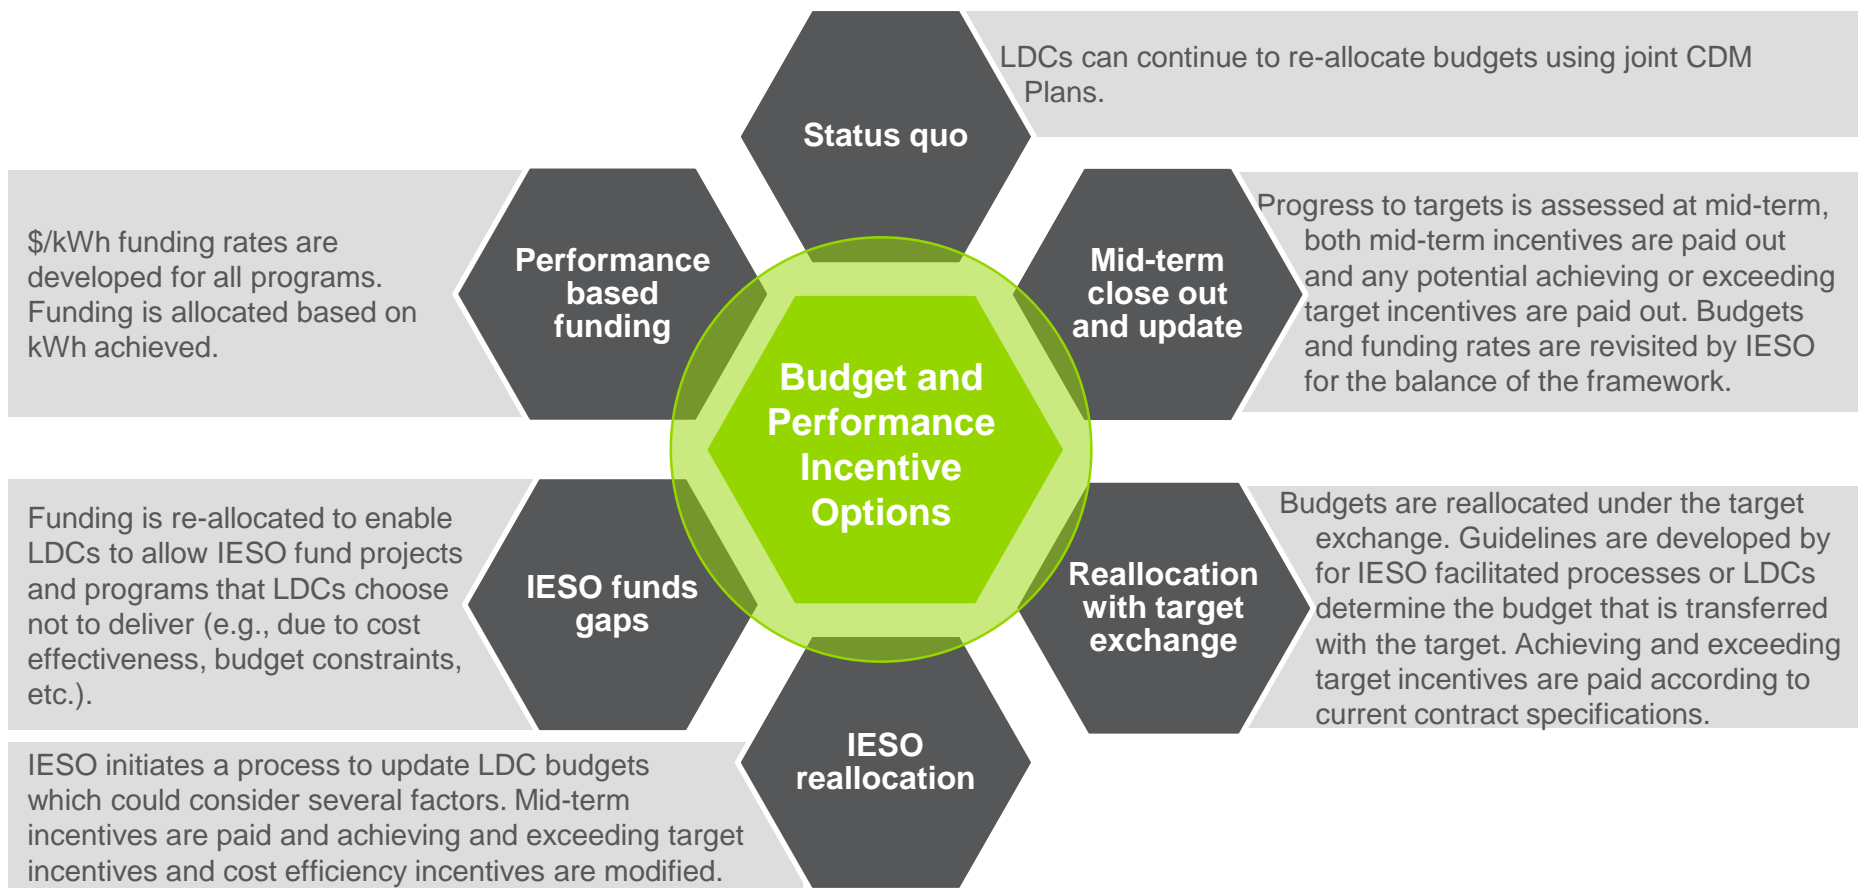 Status quo
LDCs can continue to re-allocate budgets using joint CDM
Plans.
Mid-term
close out
and update
Progress to targets is assessed at mid-term,
both mid-term incentives are paid out
and any potential achieving or exceeding
target incentives are paid out. Budgets
and funding rates are revisited by IESO
for the balance of the framework.
Performance
based
funding
$/kWh funding rates are
developed for all programs.
Funding is allocated based on
kWh achieved.
Budget and
Performance
Incentive
Options
Reallocation
with target
exchange
Budgets are reallocated under the target
exchange. Guidelines are developed by
for IESO facilitated processes or LDCs
determine the budget that is transferred
with the target. Achieving and exceeding
target incentives are paid according to
current contract specifications.
IESO funds
gaps
Funding is re-allocated to enable
LDCs to allow IESO fund projects
and programs that LDCs choose
not to deliver (e.g., due to cost
effectiveness, budget constraints,
etc.).
IESO
reallocation
IESO initiates a process to update LDC budgets
which could consider several factors. Mid-term
incentives are paid and achieving and exceeding target
incentives and cost efficiency incentives are modified.